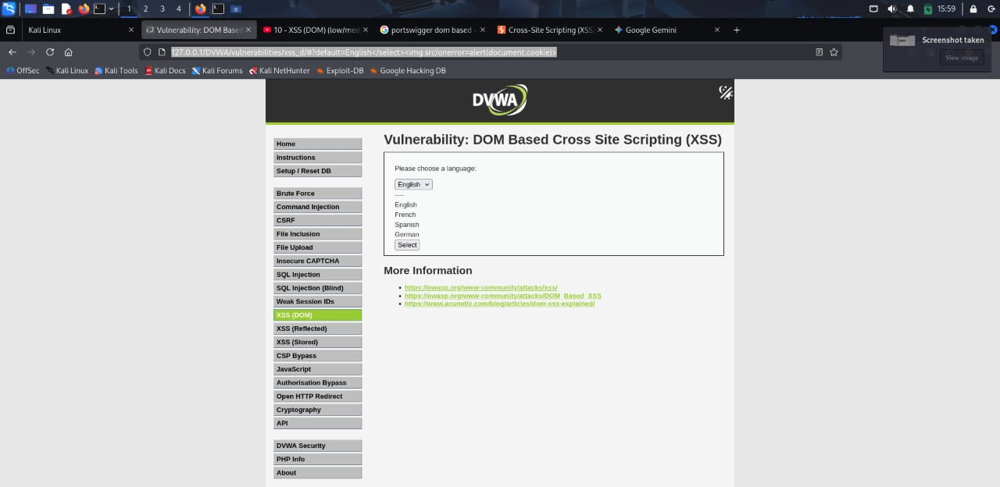 1 2 3 4 15:59
Kali Linux
Vulnerability: DOM Based
10 - XSS (DOM) (low/med
portswigger dom based -
Cross-Site Scripting (XSS)
Google Gemini
Screenshot taken
View image
127.0.0.1/DVWA/vulnerabilities/xss_d/#?default=English</select><img src/onerror=alert(document.cookie)>
OffSec Kali Linux Kali Tools Kali Docs Kali Forums Kali NetHunter Exploit-DB Google Hacking DB
DVWA
Home
Instructions
Setup / Reset DB
Brute Force
Command Injection
CSRF
File Inclusion
File Upload
Insecure CAPTCHA
SQL Injection
SQL Injection (Blind)
Weak Session IDs
XSS (DOM)
XSS (Reflected)
XSS (Stored)
CSP Bypass
JavaScript
Authorisation Bypass
Open HTTP Redirect
Cryptography
API
DVWA Security
PHP Info
About
Vulnerability: DOM Based Cross Site Scripting (XSS)
Please choose a language:
English
----
English
French
Spanish
German
Select
More Information
https://owasp.org/www-community/attacks/xss/
https://owasp.org/www-community/attacks/DOM_Based_XSS
https://www.acunetix.com/blog/articles/dom-xss-explained/